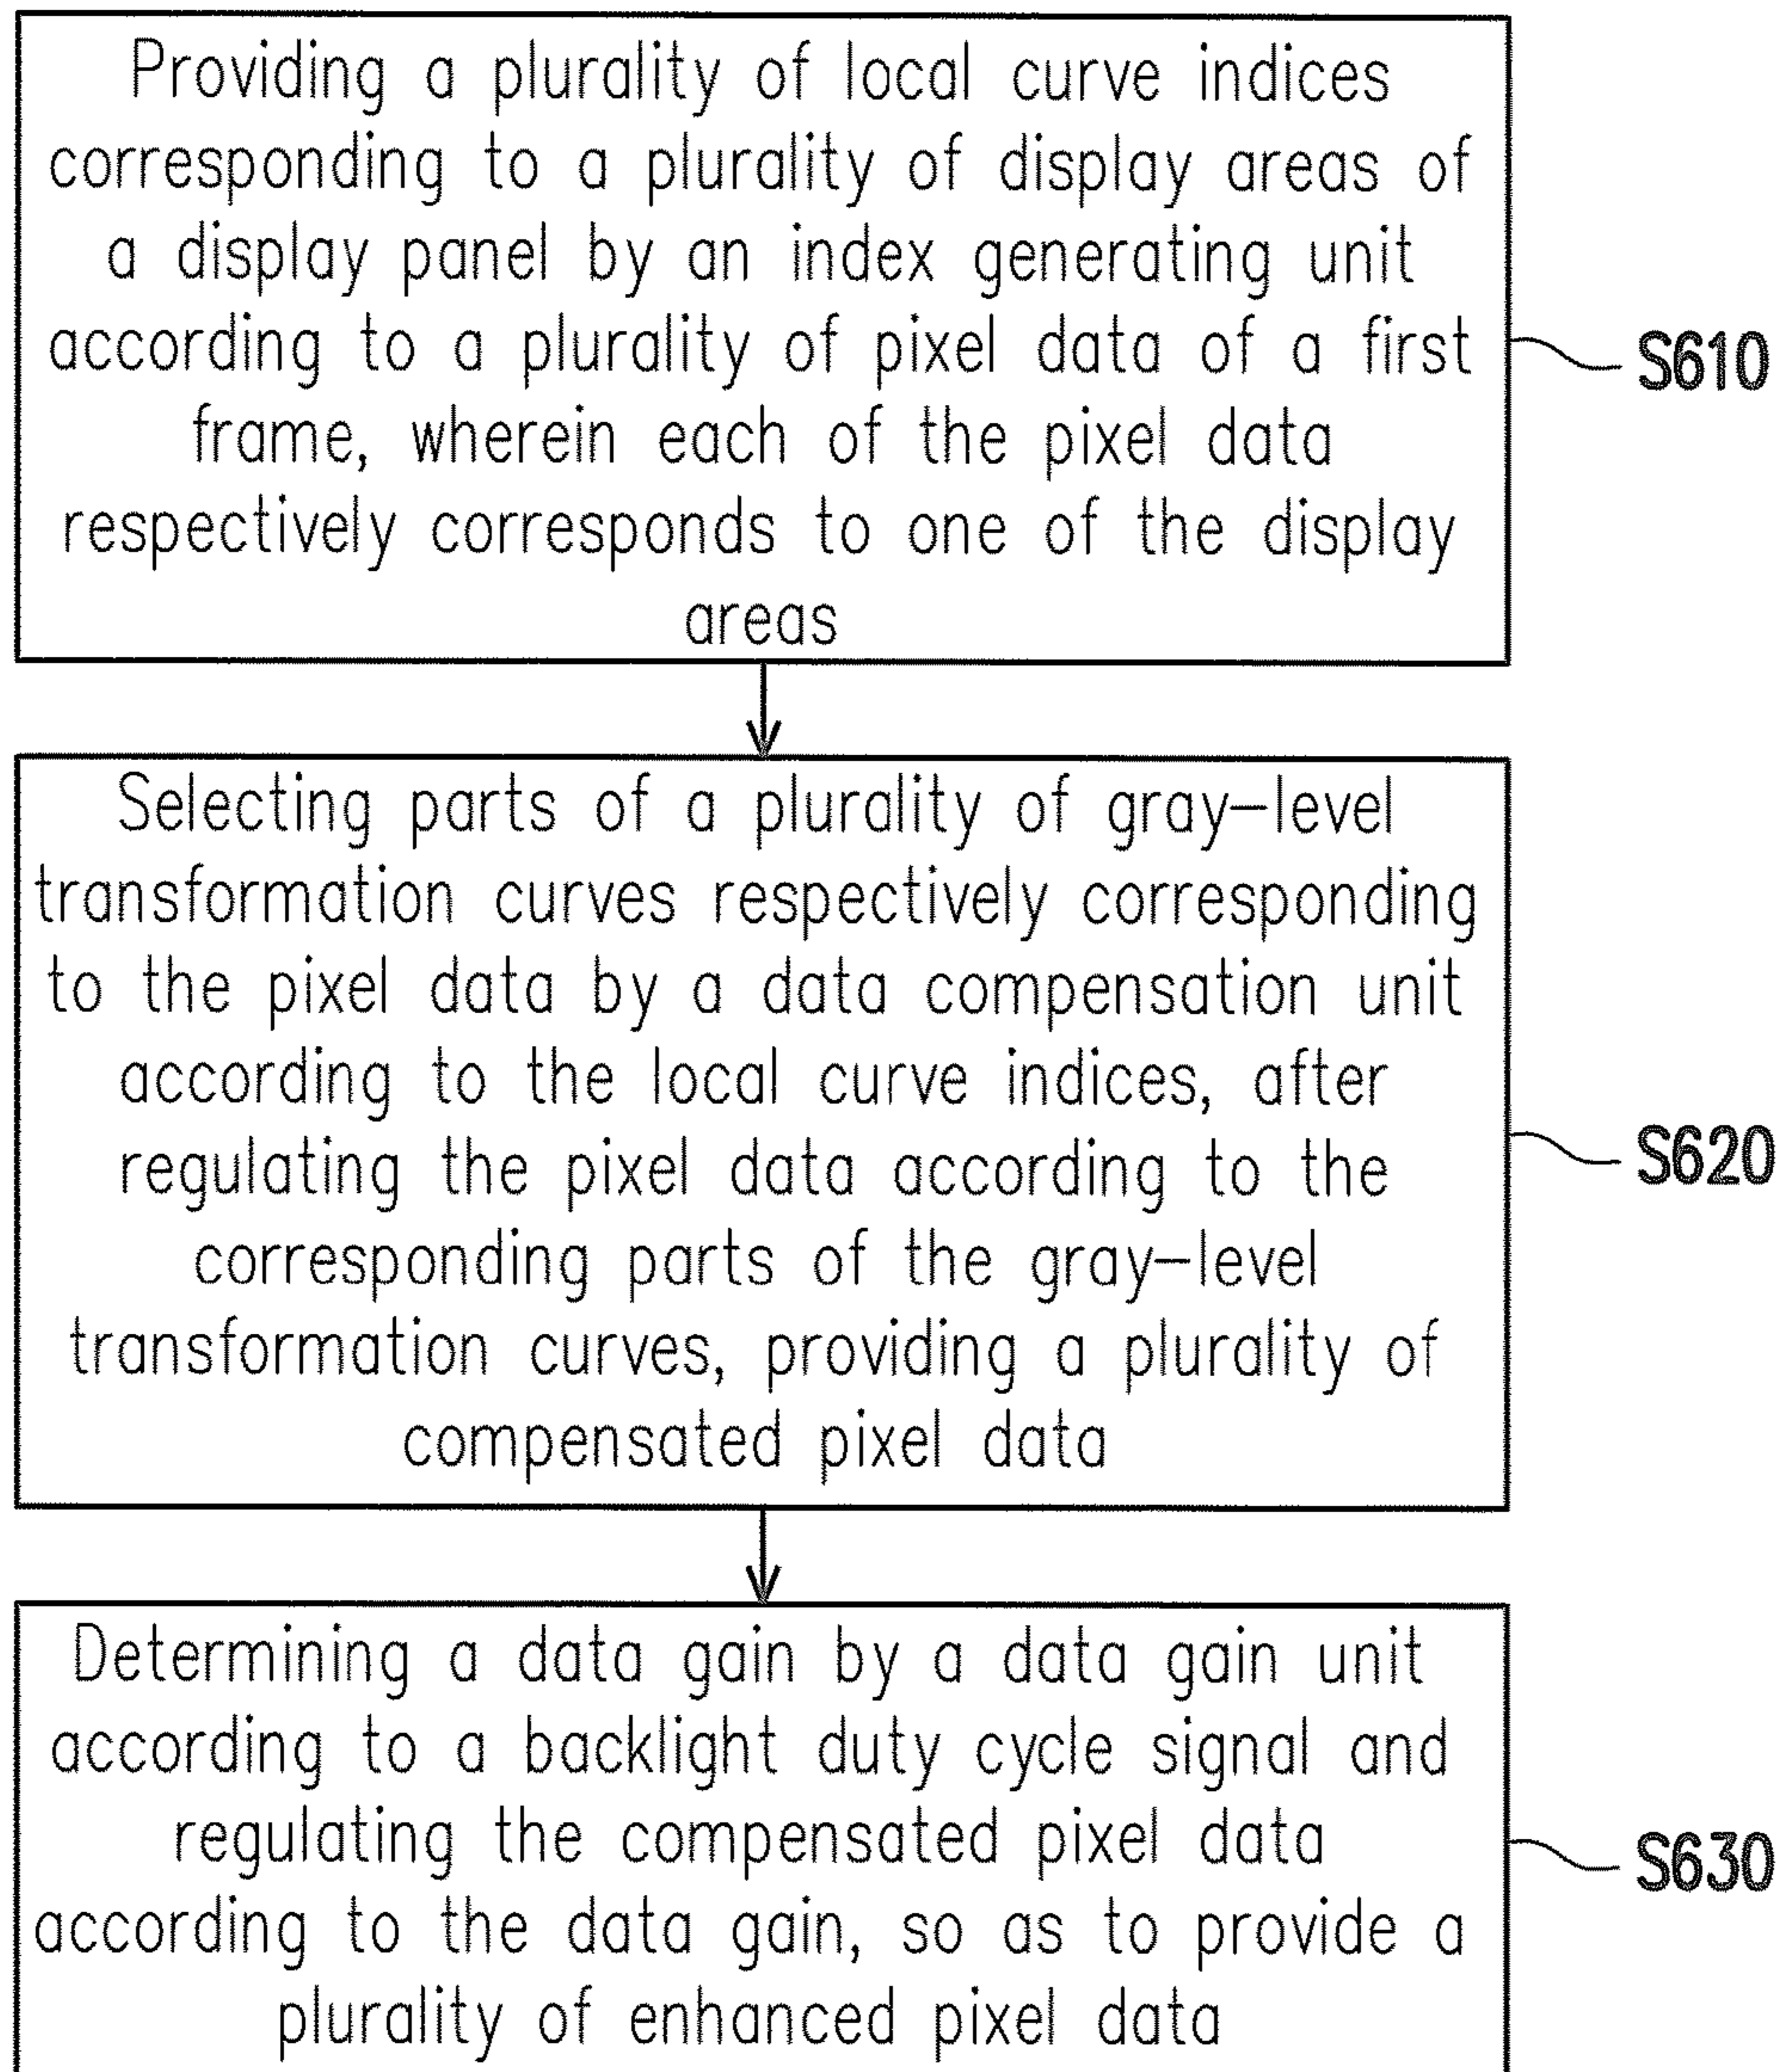 Providing a plurality of local curve indices
corresponding to a plurality of display areas of
a display panel by an index generating unit
according to a plurality of pixel data of a first
frame, wherein each of the pixel data
respectively corresponds to one of the display
areas
S610
Selecting parts of a plurality of gray-level
transformation curves respectively corresponding
to the pixel data by a data compensation unit
according to the local curve indices, after
regulating the pixel data according to the
corresponding parts of the gray-level
transformation curves, providing a plurality of
compensated pixel data
S620
Determining a data gain by a data gain unit
according to a backlight duty cycle signal and
regulating the compensated pixel data
according to the data gain, so as to provide a
plurality of enhanced pixel data
S630